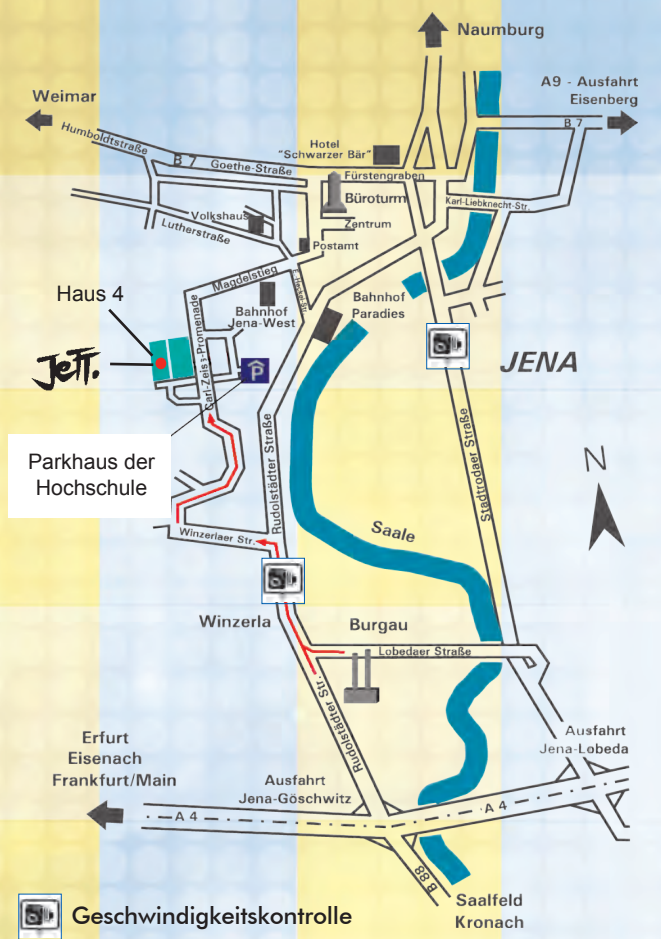 Naumburg
A9 - Ausfahrt
Eisenberg
Weimar
B 7
Humboldtstraße
B 7
Goethe-Straße
Hotel
"Schwarzer Bär"
Fürstengraben
Büroturm
Karl-Liebknecht-Str.
Volkshaus
Lutherstraße
Zentrum
Postamt
Magdelstieg
E.-Haeckel-Str.
Haus 4
Bahnhof
Jena-West
Bahnhof
Paradies
Carl-Zeiss-Promenade
JENA
Jett.
P
Parkhaus der
Hochschule
Rudolstädter Straße
Stadtrodaer Straße
N
Saale
Winzerlaer Str.
Winzerla
Burgau
Lobedaer Straße
Rudolstädter Str.
Erfurt
Eisenach
Frankfurt/Main
Ausfahrt
Jena-Lobeda
Ausfahrt
Jena-Göschwitz
A 4
A 4
B 88
Saalfeld
Kronach
Geschwindigkeitskontrolle